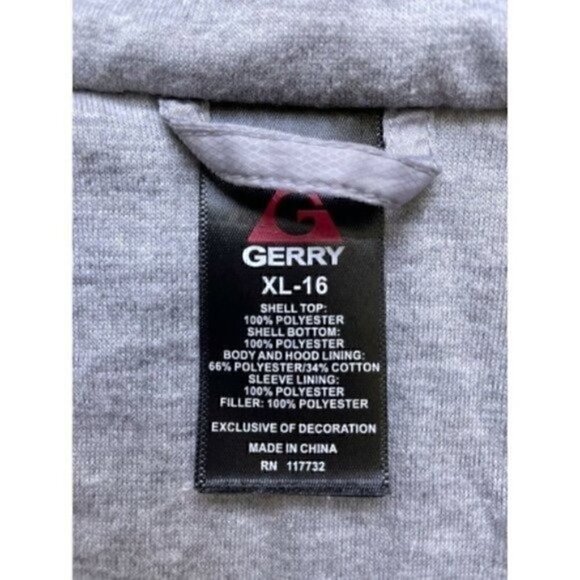 G
GERRY
XL-16
SHELL TOP:
100% POLYESTER
SHELL BOTTOM:
100% POLYESTER
BODY AND HOOD LINING:
66% POLYESTER/34% COTTON
SLEEVE LINING:
100% POLYESTER
FILLER: 100% POLYESTER
EXCLUSIVE OF DECORATION
MADE IN CHINA
RN 117732